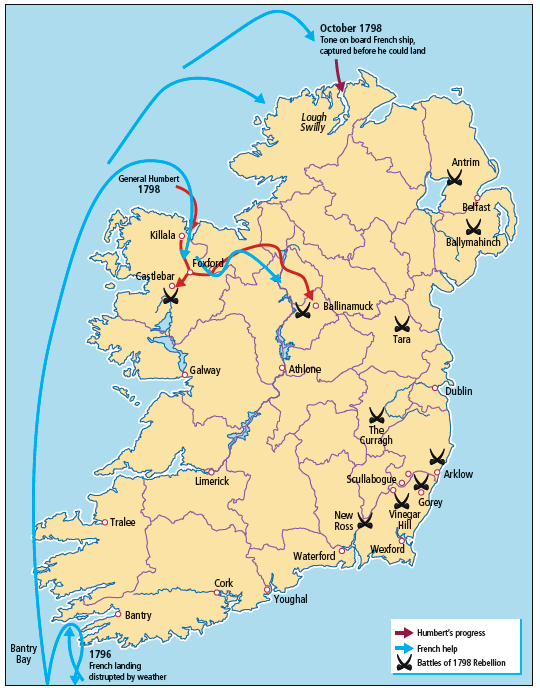 October 1798
Tone on board French ship,
captured before he could land
Lough
Swilly
Antrim
Belfast
Ballymahinch
General Humbert
1798
Killala
Foxford
Castlebar
Ballinamuck
Tara
Galway
Athlone
Dublin
The
Curragh
Arklow
Scullabogue
Gorey
Limerick
Vinegar
Hill
New
Ross
Tralee
Waterford
Wexford
Cork
Youghal
Bantry
Bantry
Bay
1796
French landing
distrupted by weather
Humbert's progress
French help
Battles of 1798 Rebellion